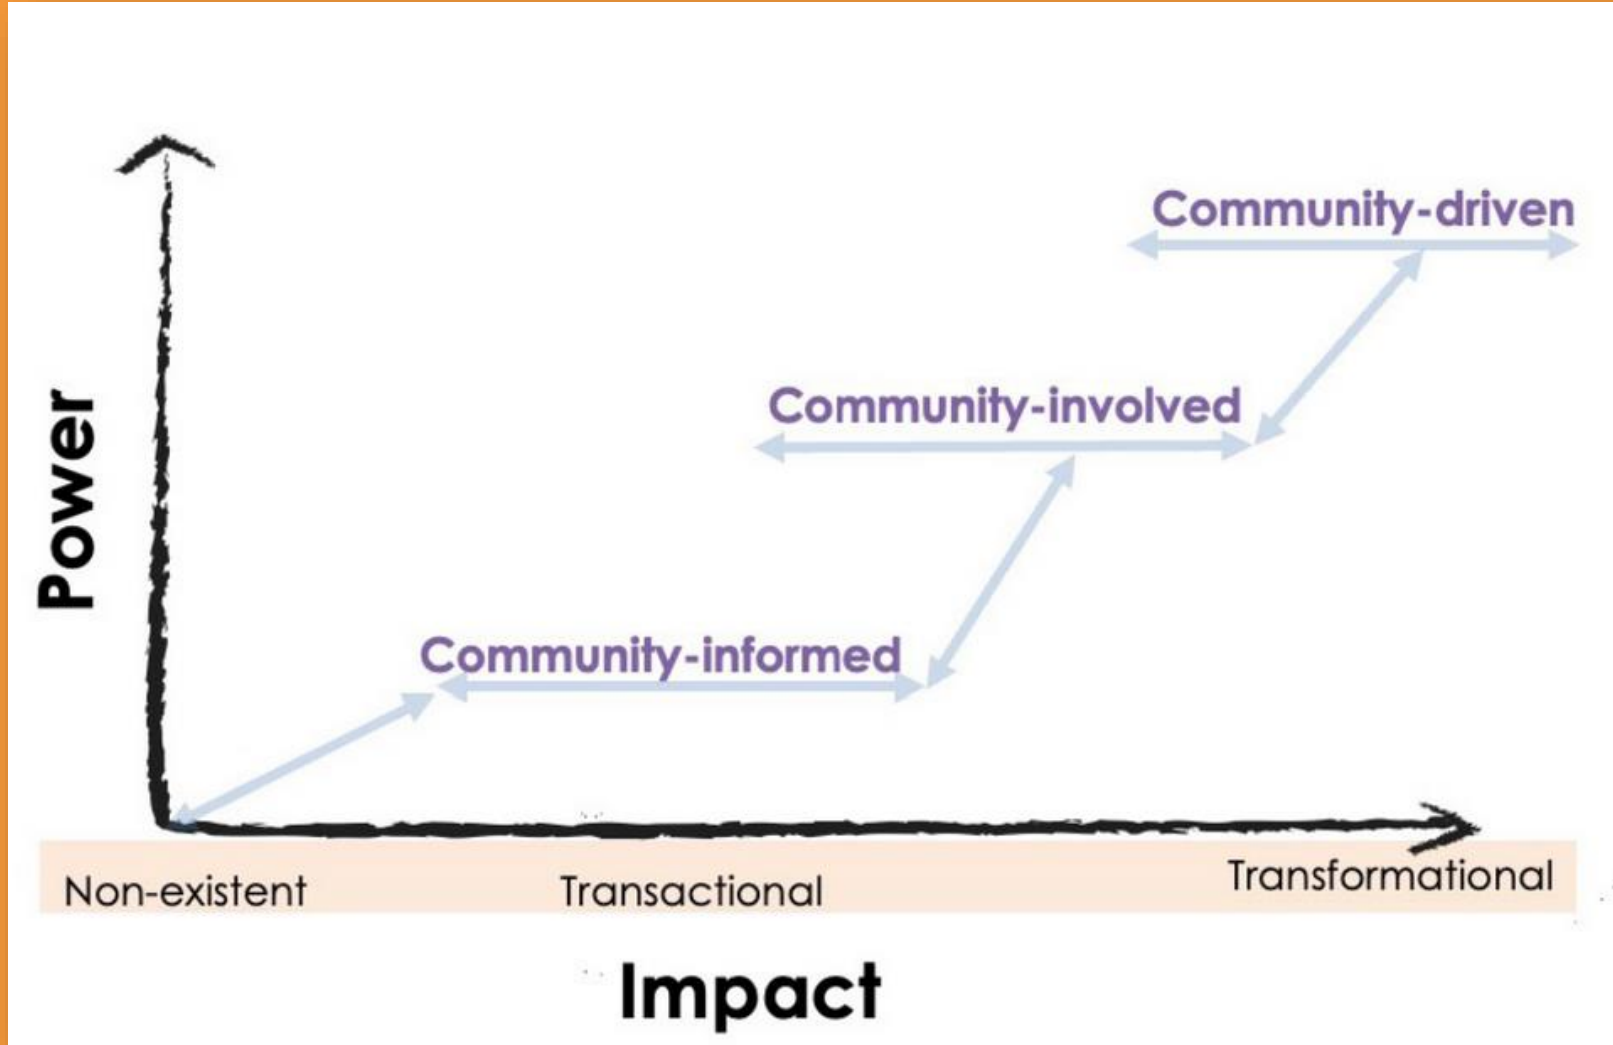 Community-driven
Community-involved
Power
Community-informed
Non-existent
Transactional
Transformational
Impact